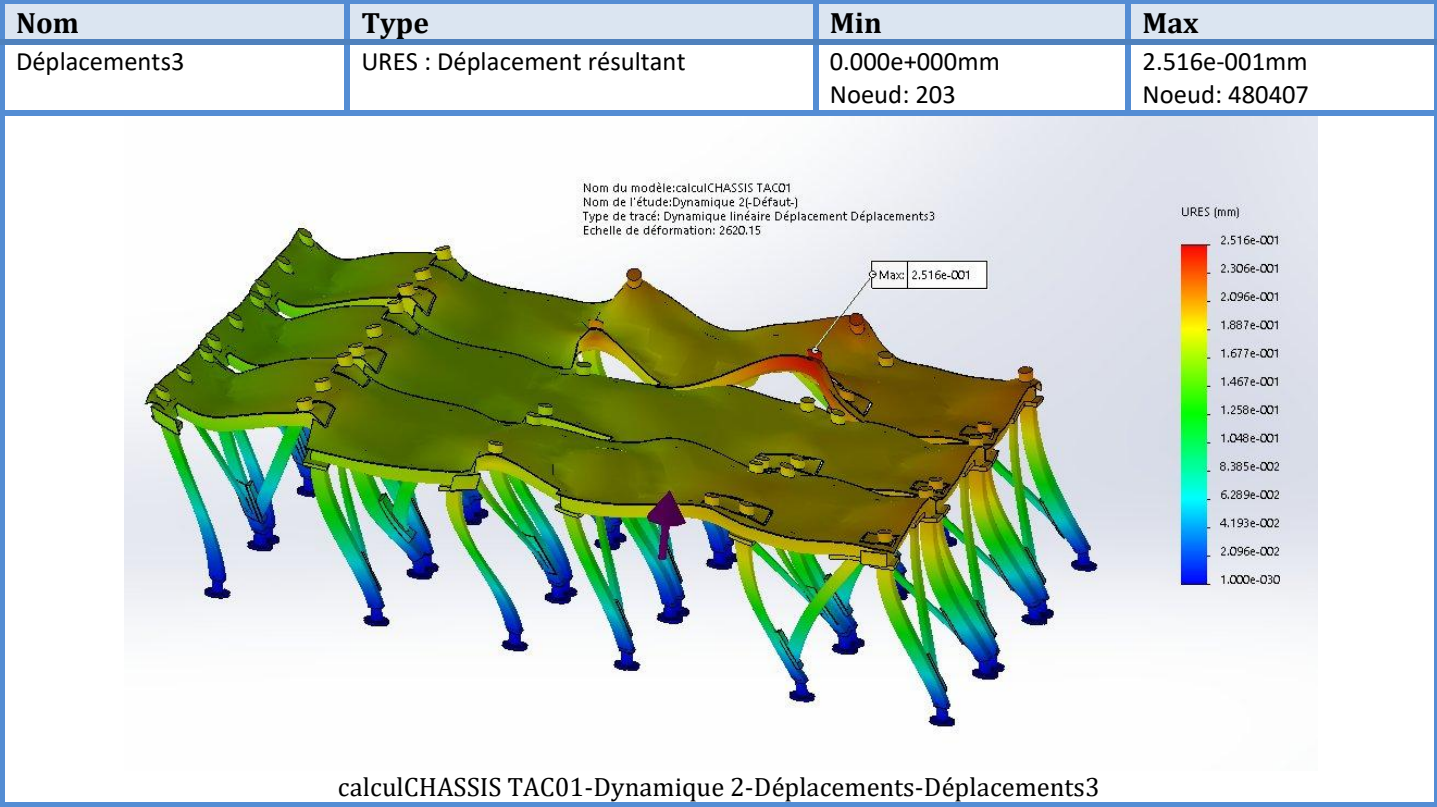 Nom Type Min Max
Déplacements3 URES : Déplacement résultant 0.000e+000mm 2.516e-001mm
Noeud: 203 Noeud: 480407
Nom du modèle:calculCHASSIS TAC01
Nom de l'étude:Dynamique 2(-Défaut-)
Type de tracé: Dynamique linéaire Déplacement Déplacements3
Echelle de déformation: 2620.15
URES (mm)
2.516e-001
2.306e-001
2.096e-001
1.887e-001
1.677e-001
1.467e-001
1.258e-001
1.048e-001
8.385e-002
6.289e-002
4.193e-002
2.096e-002
1.000e-030
Max: 2.516e-001
calculCHASSIS TAC01-Dynamique 2-Déplacements-Déplacements3